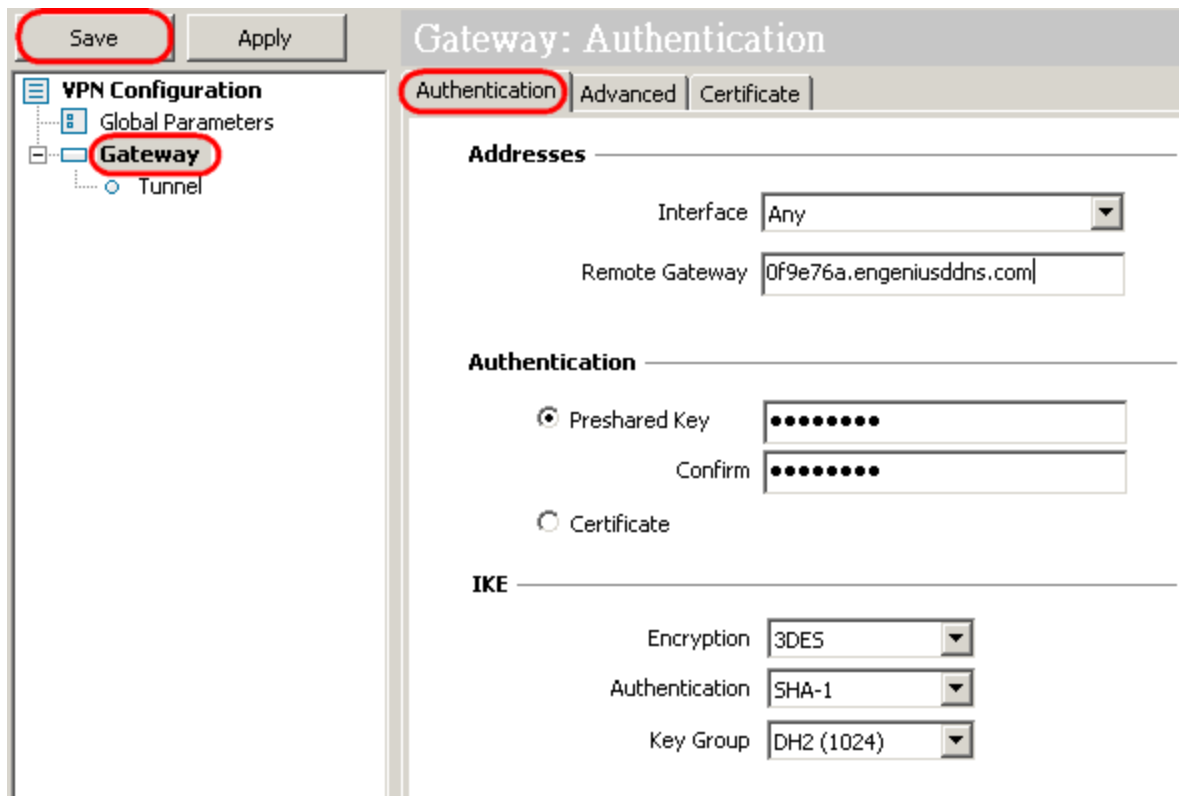 Save
Apply
VPN Configuration
Global Parameters
Gateway
Tunnel
Gateway: Authentication
Authentication
Advanced
Certificate
Addresses
Interface
Any
Remote Gateway
0f9e76a.engeniusddns.com
Authentication
Preshared Key
••••••••
Confirm
••••••••
Certificate
IKE
Encryption
3DES
Authentication
SHA-1
Key Group
DH2 (1024)